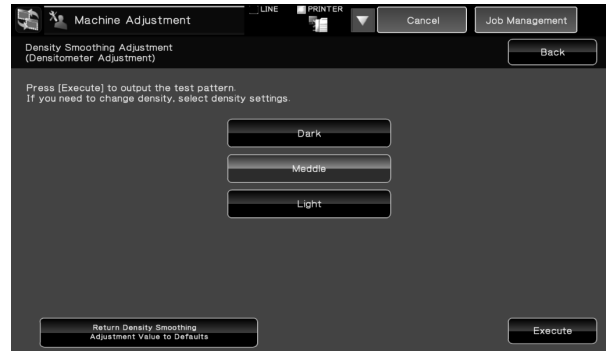 Machine Adjustment
LINE
PRINTER
Cancel
Job Management
Density Smoothing Adjustment
(Densitometer Adjustment)
Back
Press [Execute] to output the test pattern.
If you need to change density, select density settings.
Dark
Meddle
Light
Return Density Smoothing
Adjustment Value to Defaults
Execute